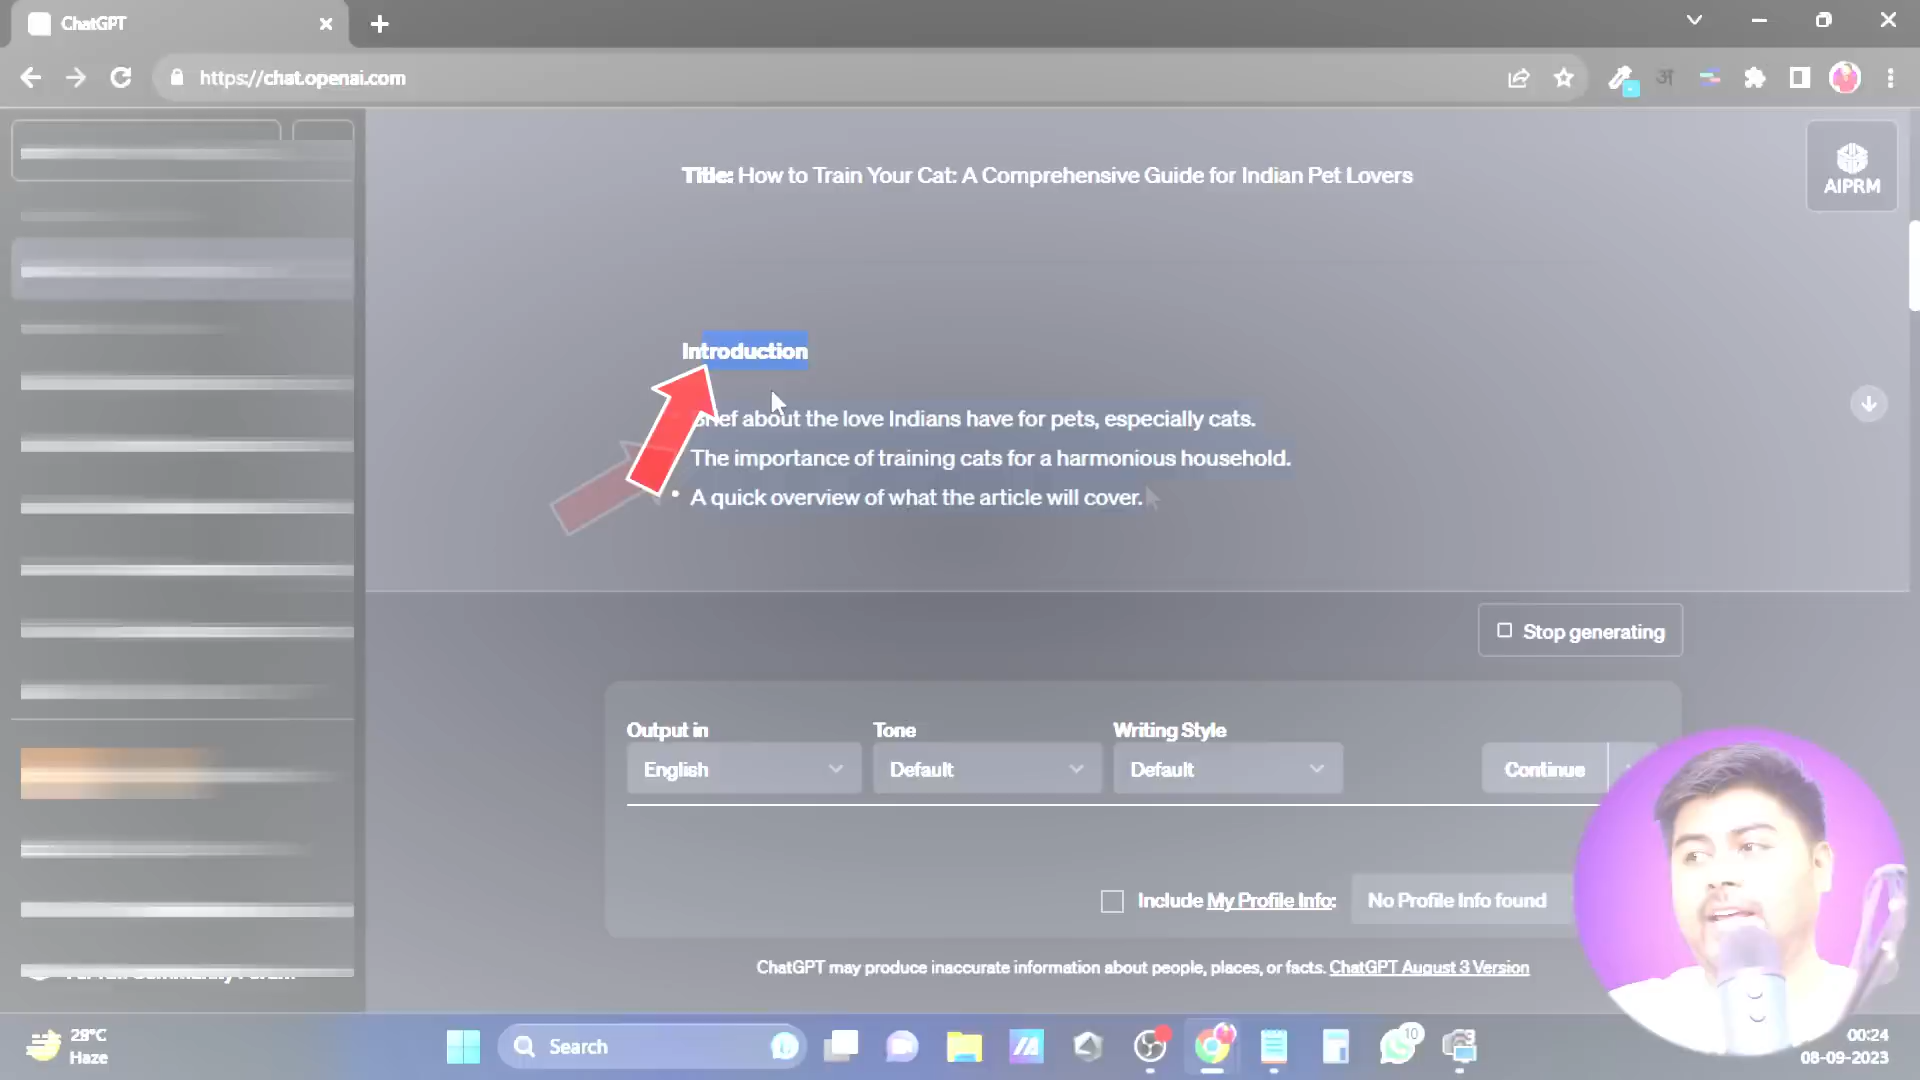 ChatGPT
https://chat.openai.com
अ
Title: How to Train Your Cat: A Comprehensive Guide for Indian Pet Lovers
AIPRM
Introduction
Brief about the love Indians have for pets, especially cats.
The importance of training cats for a harmonious household.
• A quick overview of what the article will cover.
Stop generating
Output in
Tone
Writing Style
English
Default
Default
Continue
Include My Profile Info:
No Profile Info found
ChatGPT may produce inaccurate information about people, places, or facts. ChatGPT August 3 Version
28°C
Haze
Search
10
00:24
08-09-2023